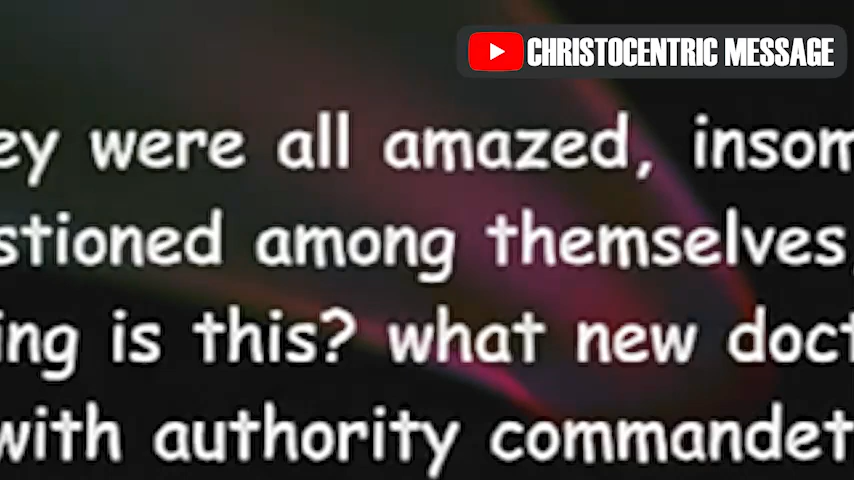 CHRISTOCENTRIC MESSAGE
ey were all amazed, insom
stioned among themselves,
ing is this? what new doct
with authority commandet